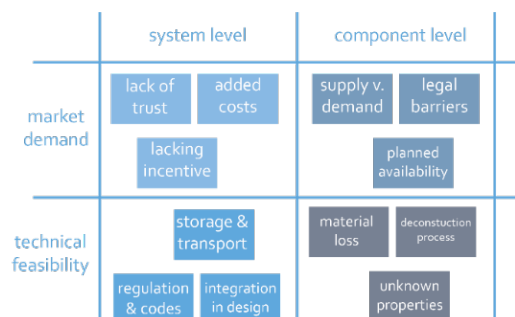 system level
component level
market
demand
lack of
trust
added
costs
lacking
incentive
supply v.
demand
legal
barriers
planned
availability
technical
feasibility
storage &
transport
regulation
& codes
integration
in design
material
loss
deconstuction
process
unknown
properties